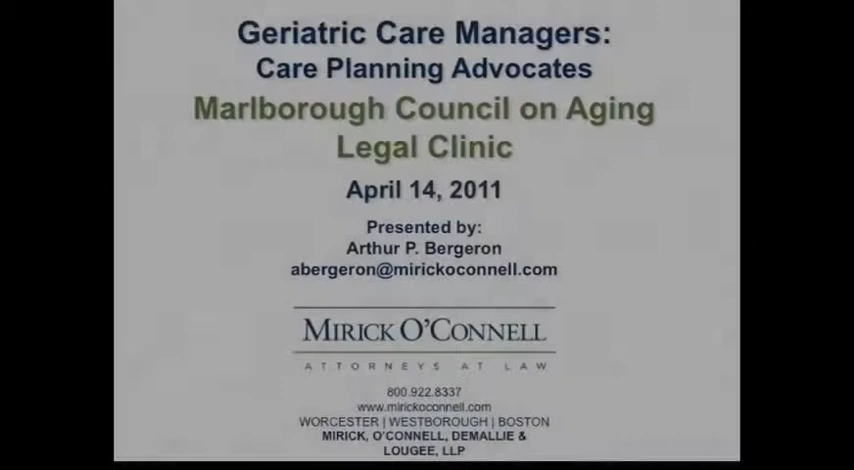 Geriatric Care Managers:
Care Planning Advocates
Marlborough Council on Aging
Legal Clinic
April 14, 2011
Presented by:
Arthur P. Bergeron
abergeron@mirickoconnell.com
MIRICK O'CONNELL
ATTORNEYS AT LAW
800.922.8337
www.mirickoconnell.com
WORCESTER | WESTBOROUGH | BOSTON
MIRICK, O'CONNELL, DEMALLIE &
LOUGEE, LLP